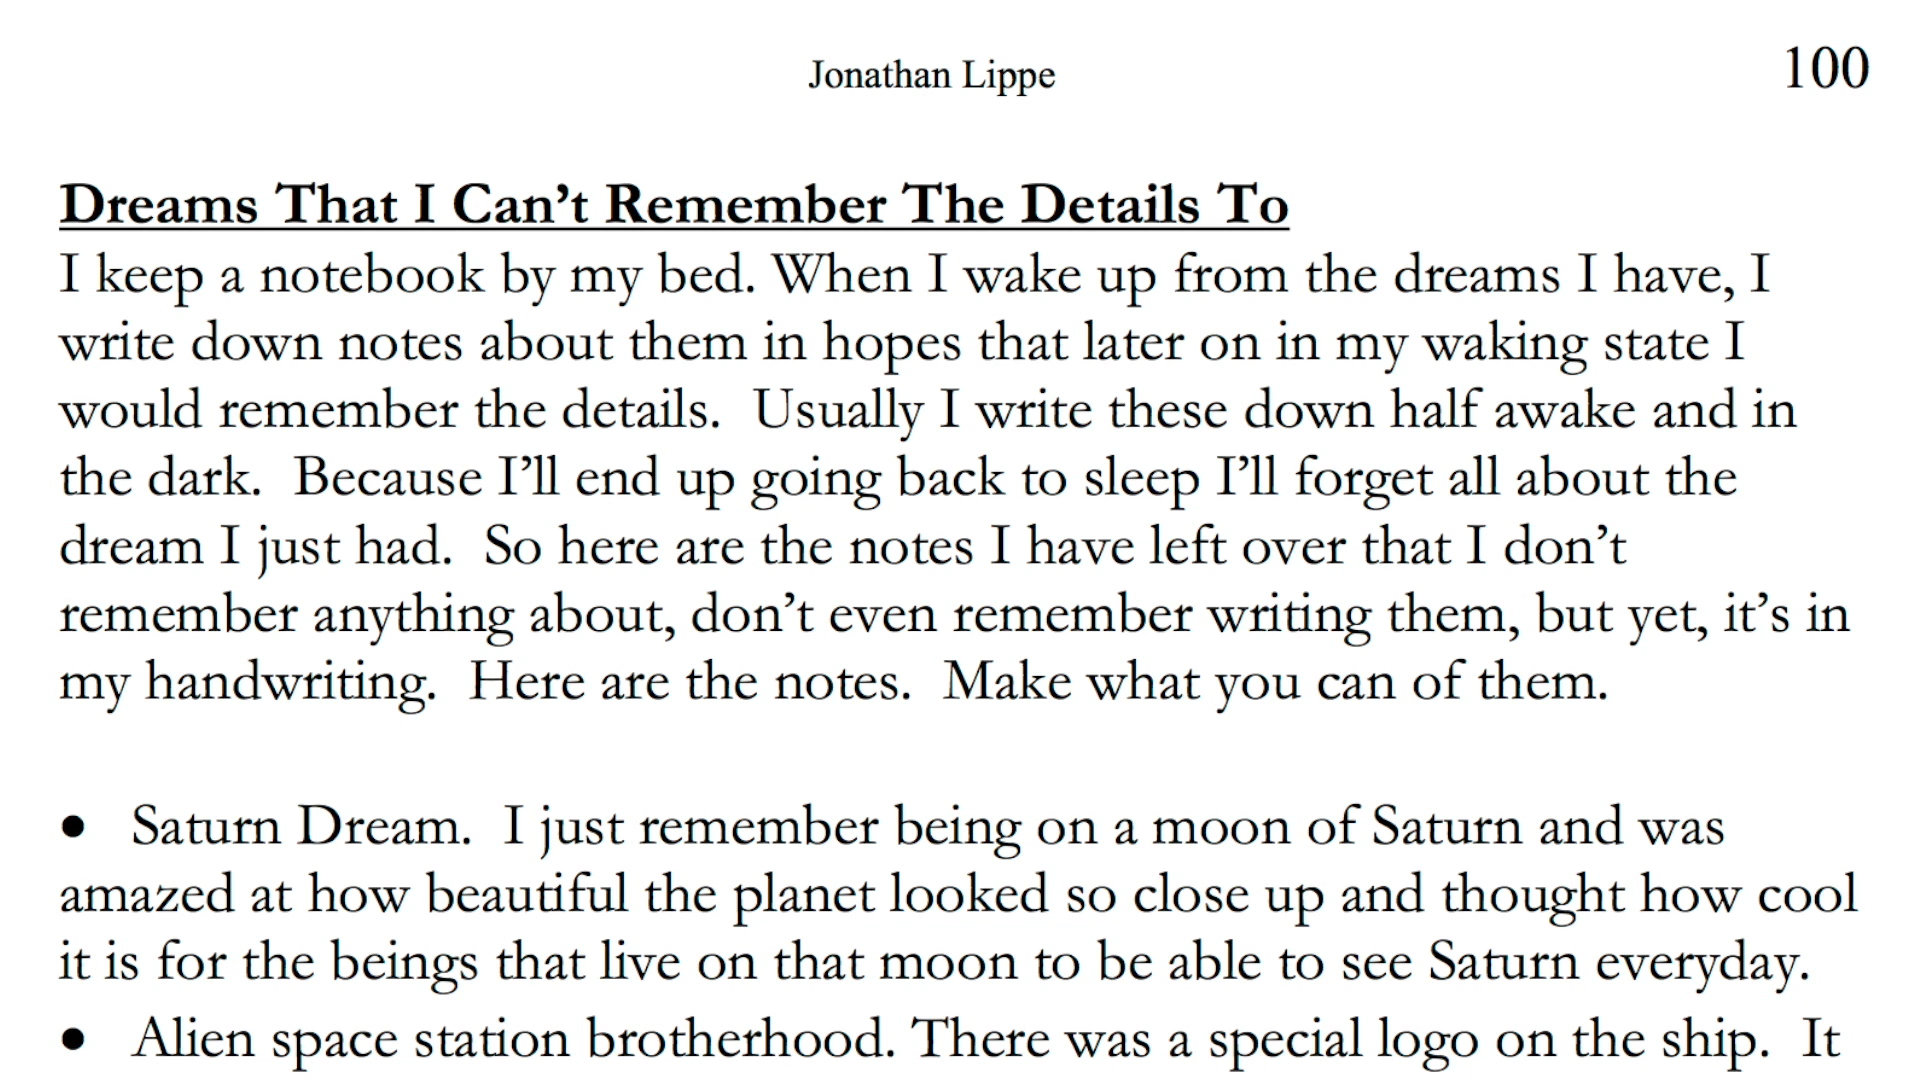 Jonathan Lippe
100
Dreams That I Can’t Remember The Details To
I keep a notebook by my bed. When I wake up from the dreams I have, I
write down notes about them in hopes that later on in my waking state I
would remember the details.  Usually I write these down half awake and in
the dark.  Because I’ll end up going back to sleep I’ll forget all about the
dream I just had.  So here are the notes I have left over that I don’t
remember anything about, don’t even remember writing them, but yet, it’s in
my handwriting.  Here are the notes.  Make what you can of them.
• Saturn Dream.  I just remember being on a moon of Saturn and was
amazed at how beautiful the planet looked so close up and thought how cool
it is for the beings that live on that moon to be able to see Saturn everyday.
• Alien space station brotherhood. There was a special logo on the ship.  It